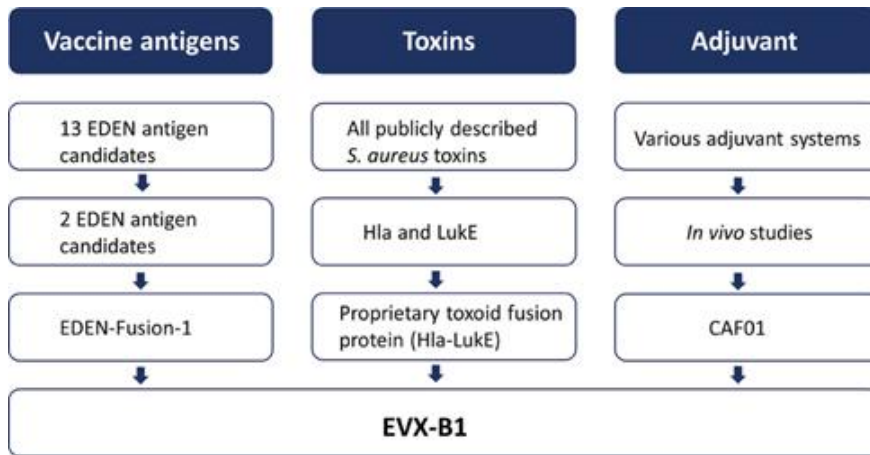 Vaccine antigens
Toxins
Adjuvant
13 EDEN antigen
candidates
All publicly described
S. aureus toxins
Various adjuvant systems
2 EDEN antigen
candidates
Hla and LukE
In vivo studies
EDEN-Fusion-1
Proprietary toxoid fusion
protein (Hla-LukE)
CAF01
EVX-B1